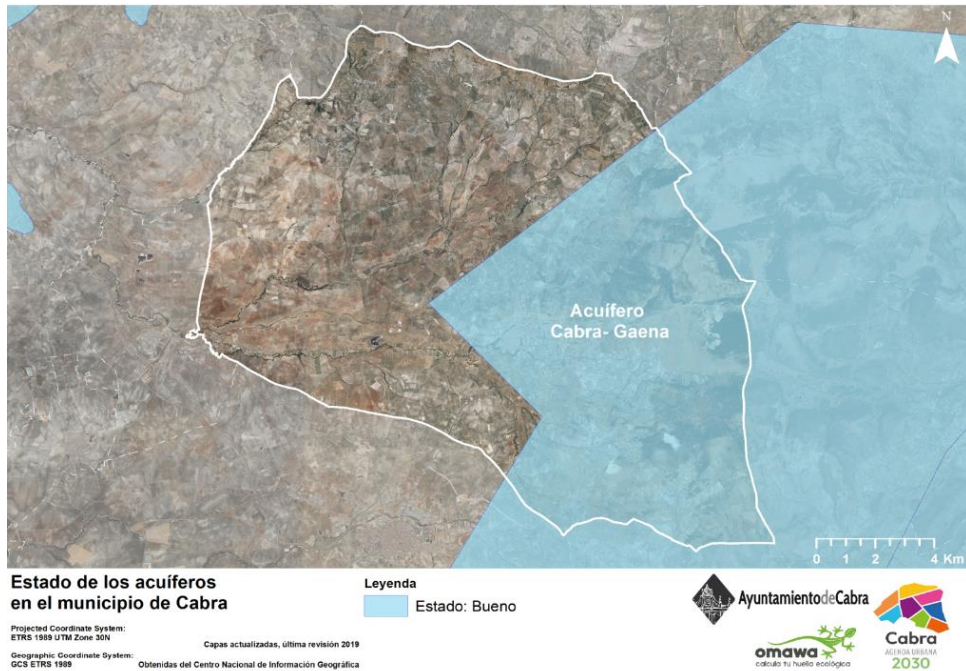 N
Acuífero
Cabra- Gaena
0 1 2 4 Km
Estado de los acuíferos
en el municipio de Cabra
Projected Coordinate System:
ETRS 1989 UTM Zone 30N
Geographic Coordinate System:
GCS ETRS 1989
Capas actualizadas, última revisión 2019
Obtenidas del Centro Nacional de Información Geográfica
Leyenda
Estado: Bueno
AyuntamientodeCabra
omawa
calcula tu huella ecológica
Cabra
AGENDA URBANA
2030